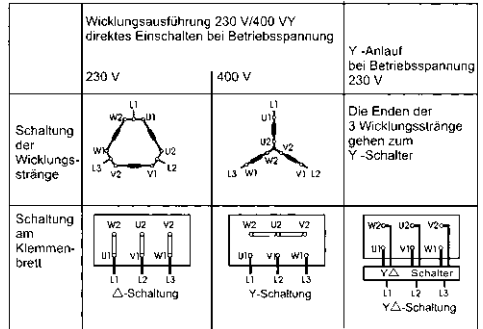 Wicklungsausführung 230 V/400 VY
direktes Einschalten bei Betriebsspannung
Y -Anlauf
bei Betriebsspannung
230 V
230 V
400 V
Schaltung
der
Wicklungs-
stränge
L1
W2 U1
W1 U2
L3 V2 V1 L2
L1
U1
U2
W2 V2
L3 W1 V1 L2
Die Enden der
3 Wicklungsstränge
gehen zum
Y -Schalter
Schaltung
am
Klemmen-
brett
W2 U2 V2
U1 V1 W1
L1 L2 L3
△-Schaltung
W2 U2 V2
U1 V1 W1
L1 L2 L3
Y-Schaltung
W2 U2 V2
U1 V1 W1
Y△ Schalter
L1 L2 L3
Y△-Schaltung